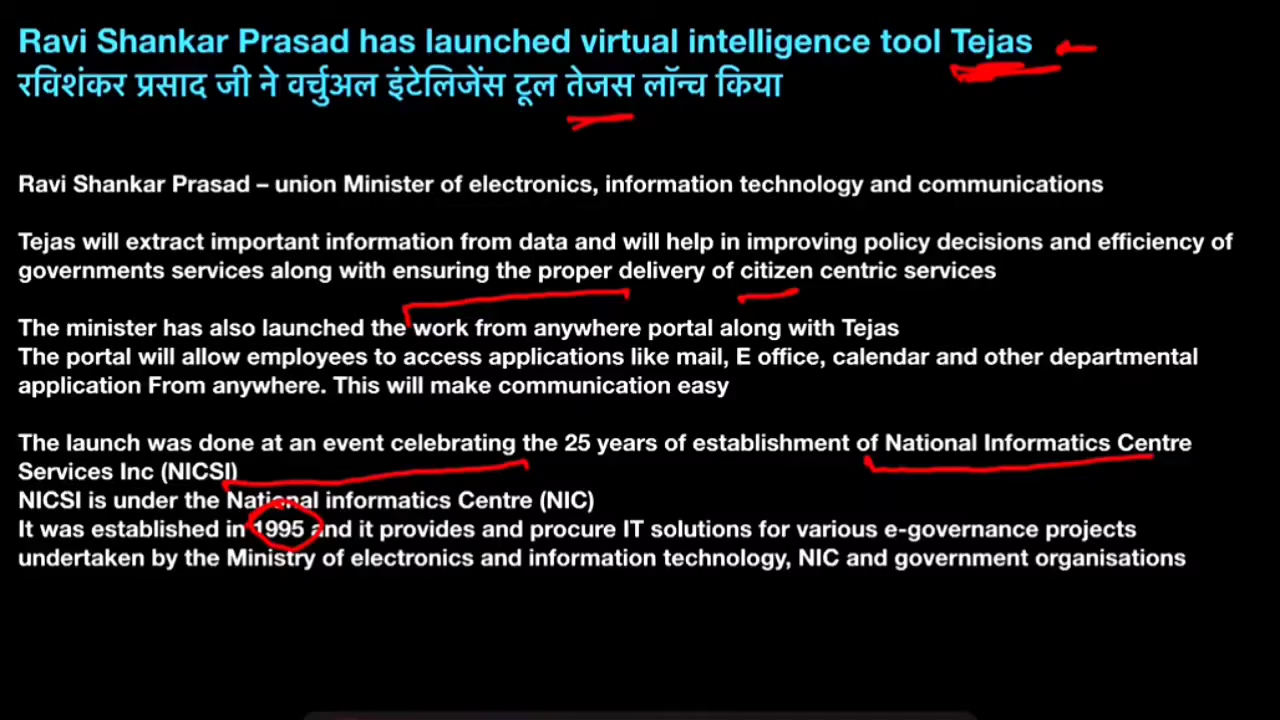 Ravi Shankar Prasad has launched virtual intelligence tool Tejas
रविशंकर प्रसाद जी ने वर्चुअल इंटेलिजेंस टूल तेजस लॉन्च किया
Ravi Shankar Prasad – union Minister of electronics, information technology and communications
Tejas will extract important information from data and will help in improving policy decisions and efficiency of
governments services along with ensuring the proper delivery of citizen centric services
The minister has also launched the work from anywhere portal along with Tejas
The portal will allow employees to access applications like mail, E office, calendar and other departmental
application From anywhere. This will make communication easy
The launch was done at an event celebrating the 25 years of establishment of National Informatics Centre
Services Inc (NICSI)
NICSI is under the National informatics Centre (NIC)
It was established in 1995 and it provides and procure IT solutions for various e-governance projects
undertaken by the Ministry of electronics and information technology, NIC and government organisations